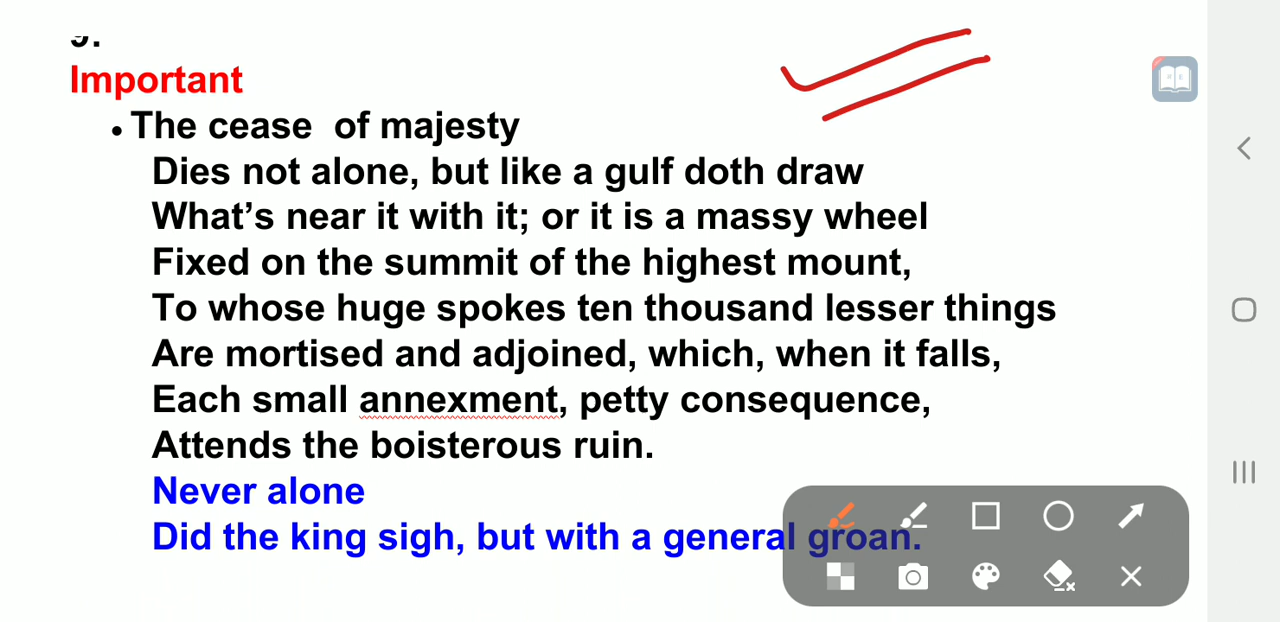 9.
Important
• The cease of majesty
Dies not alone, but like a gulf doth draw
What's near it with it; or it is a massy wheel
Fixed on the summit of the highest mount,
To whose huge spokes ten thousand lesser things
Are mortised and adjoined, which, when it falls,
Each small annexment, petty consequence,
Attends the boisterous ruin.
Never alone
Did the king sigh, but with a general groan.